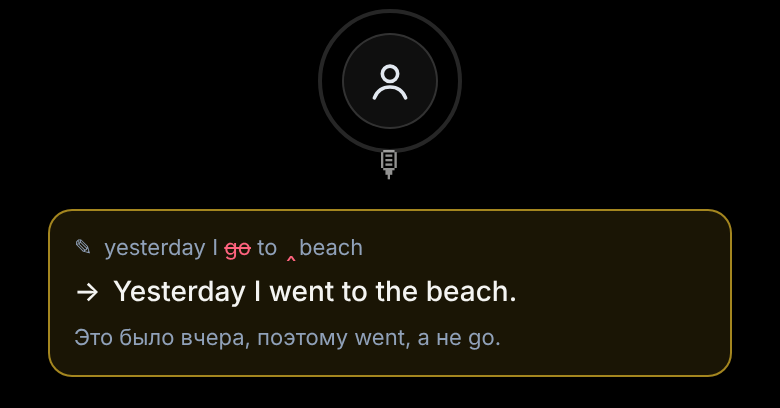 ✎ yesterday I go to ‸beach
→ Yesterday I went to the beach.
Это было вчера, поэтому went, а не go.